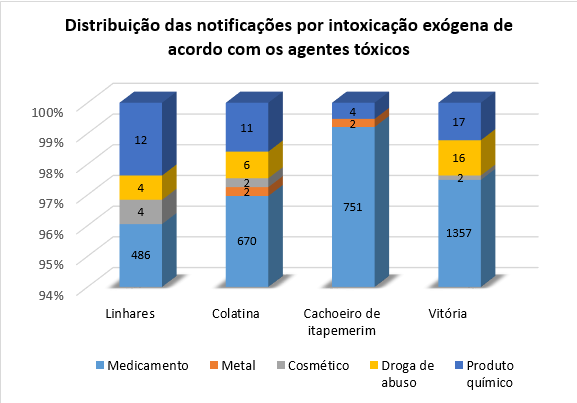 Distribuição das notificações por intoxicação exógena de
acordo com os agentes tóxicos
100%
99%
98%
97%
96%
95%
94%
12
4
4
486
11
6
2
2
670
4
2
751
17
16
2
1357
Linhares
Colatina
Cachoeiro de
itapemerim
Vitória
Medicamento
Metal
Cosmético
Droga de
abuso
Produto
químico